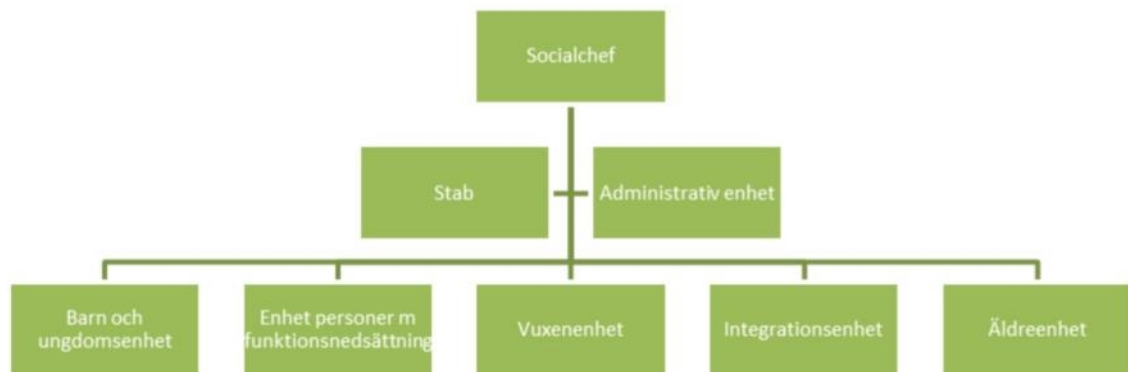 Socialchef
Stab
Administrativ enhet
Barn och
ungdomsenhet
Enhet personer m
funktionsnedsättning
Vuxenenhet
Integrationsenhet
Äldreenhet